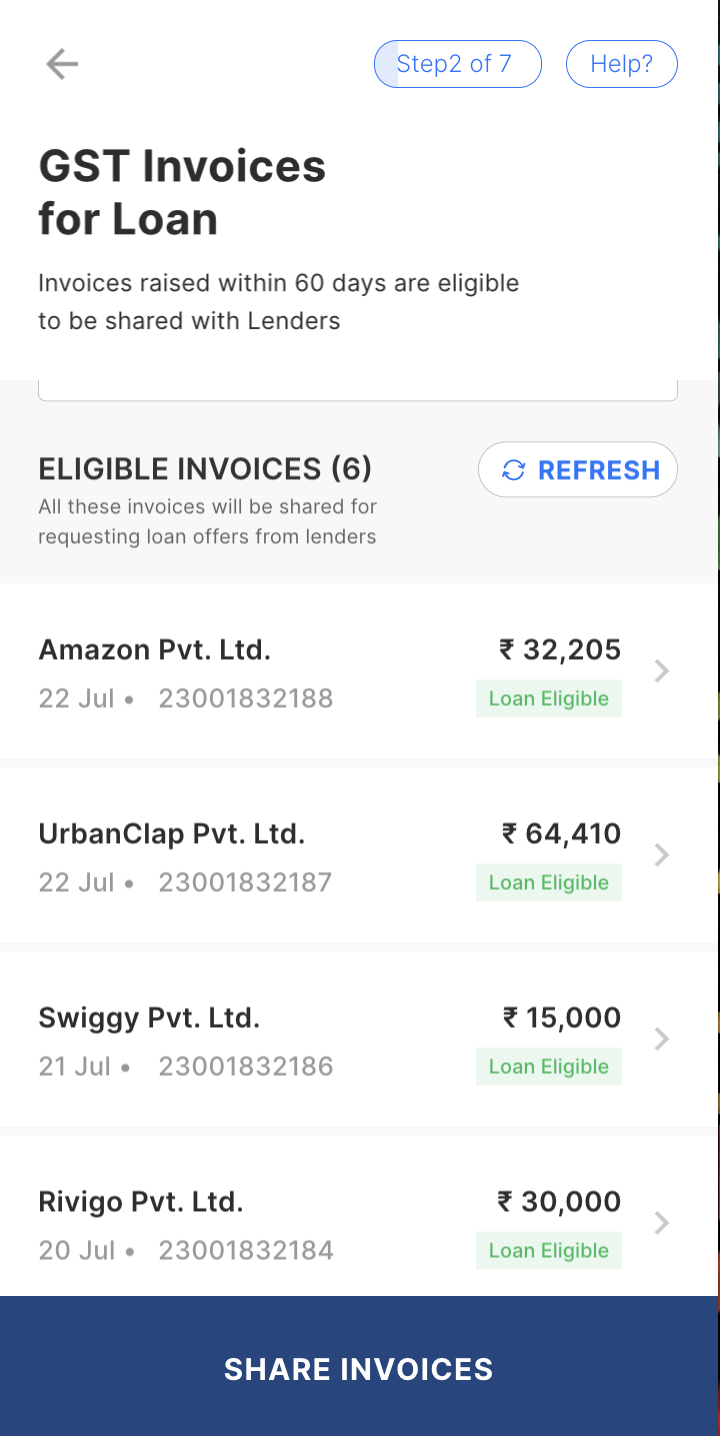 Step2 of 7
Help?
GST Invoices
for Loan
Invoices raised within 60 days are eligible
to be shared with Lenders
ELIGIBLE INVOICES (6)
REFRESH
All these invoices will be shared for
requesting loan offers from lenders
Amazon Pvt. Ltd.
₹ 32,205
22 Jul • 23001832188
Loan Eligible
UrbanClap Pvt. Ltd.
₹ 64,410
22 Jul • 23001832187
Loan Eligible
Swiggy Pvt. Ltd.
₹ 15,000
21 Jul • 23001832186
Loan Eligible
Rivigo Pvt. Ltd.
₹ 30,000
20 Jul • 23001832184
Loan Eligible
SHARE INVOICES